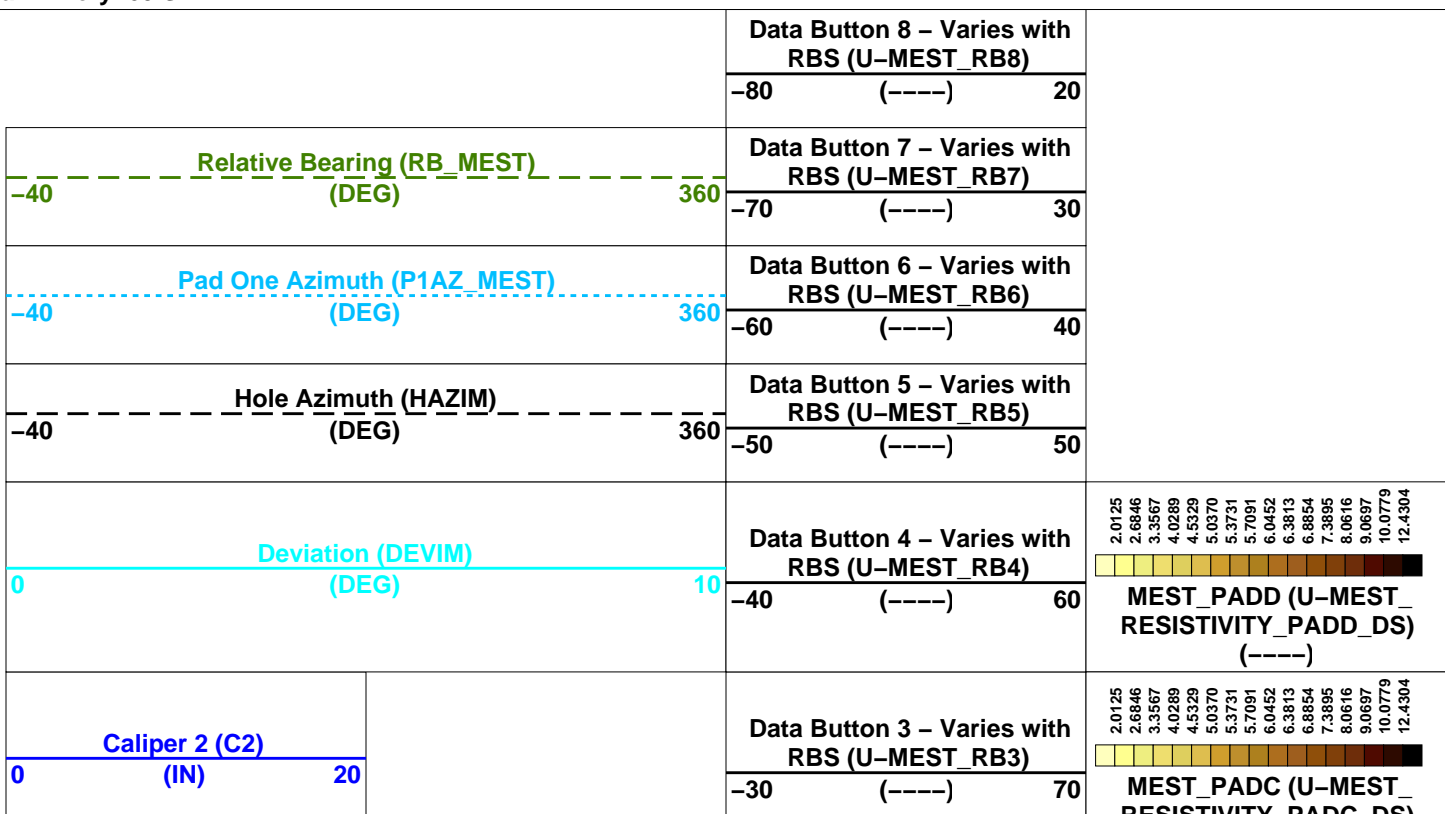 Data Button 8 – Varies with
RBS (U–MEST_RB8)
–80 (––––) 20
Relative Bearing (RB_MEST)
–40 (DEG) 360
Data Button 7 – Varies with
RBS (U–MEST_RB7)
–70 (––––) 30
Pad One Azimuth (P1AZ_MEST)
–40 (DEG) 360
Data Button 6 – Varies with
RBS (U–MEST_RB6)
–60 (––––) 40
Hole Azimuth (HAZIM)
–40 (DEG) 360
Data Button 5 – Varies with
RBS (U–MEST_RB5)
–50 (––––) 50
Deviation (DEVIM)
0 (DEG) 10
Data Button 4 – Varies with
RBS (U–MEST_RB4)
–40 (––––) 60
2.0125
2.6846
3.3567
4.0289
4.5329
5.0370
5.3731
5.7091
6.0452
6.3813
6.8854
7.3895
8.0616
9.0697
10.0779
12.4304
MEST_PADD (U–MEST_
RESISTIVITY_PADD_DS)
(––––)
Caliper 2 (C2)
0 (IN) 20
Data Button 3 – Varies with
RBS (U–MEST_RB3)
–30 (––––) 70
2.0125
2.6846
3.3567
4.0289
4.5329
5.0370
5.3731
5.7091
6.0452
6.3813
6.8854
7.3895
8.0616
9.0697
10.0779
12.4304
MEST_PADC (U–MEST_
RESISTIVITY_PADC_DS)